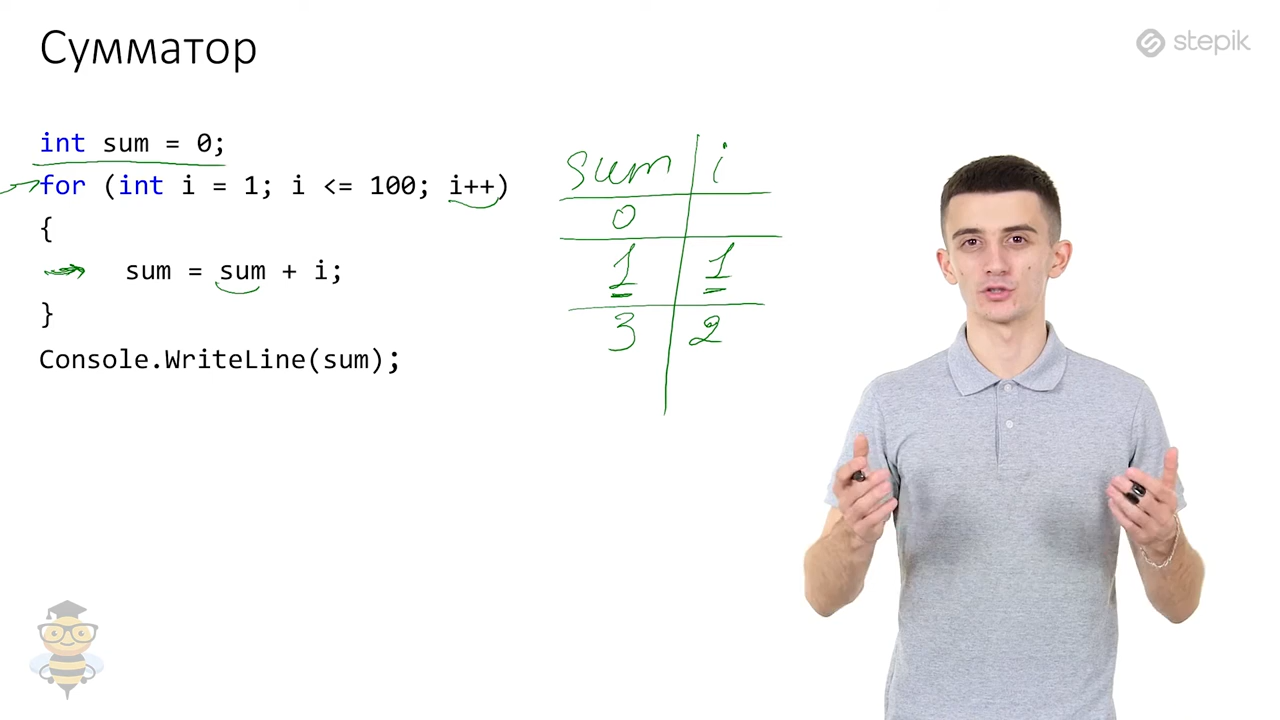 Сумматор
stepik
int sum = 0;
for (int i = 1; i <= 100; i++)
{
sum = sum + i;
}
Console.WriteLine(sum);
sum i
0
1 1
3 2